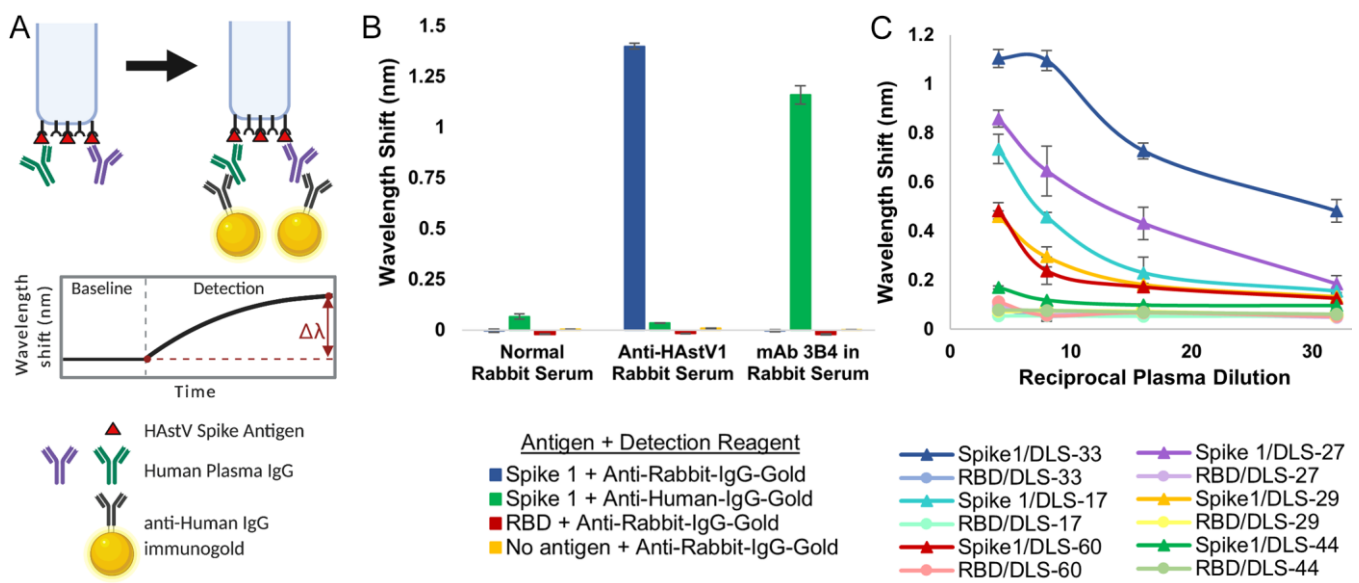 A
Baseline
Detection
Wavelength
shift (nm)
Δλ
Time
HAstV Spike Antigen
Human Plasma IgG
anti-Human IgG
immunogold
B
Wavelength Shift (nm)
1.5
1.25
1
0.75
0.5
0.25
0
Normal
Rabbit Serum
Anti-HAstV1
Rabbit Serum
mAb 3B4 in
Rabbit Serum
Antigen + Detection Reagent
Spike 1 + Anti-Rabbit-IgG-Gold
Spike 1 + Anti-Human-IgG-Gold
RBD + Anti-Rabbit-IgG-Gold
No antigen + Anti-Rabbit-IgG-Gold
C
Wavelength Shift (nm)
1.2
1
0.8
0.6
0.4
0.2
0
0 10 20 30
Reciprocal Plasma Dilution
Spike1/DLS-33
RBD/DLS-33
Spike 1/DLS-17
RBD/DLS-17
Spike1/DLS-60
RBD/DLS-60
Spike 1/DLS-27
RBD/DLS-27
Spike1/DLS-29
RBD/DLS-29
Spike1/DLS-44
RBD/DLS-44